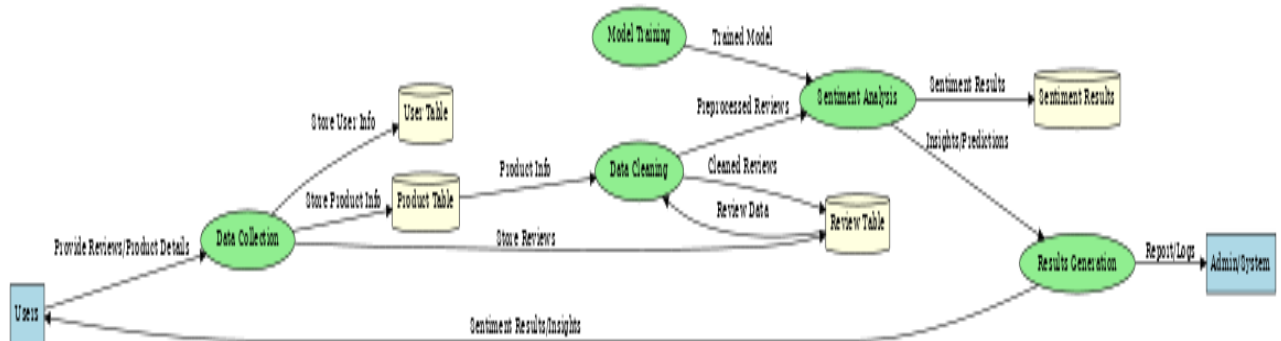 Model Training
Trained Model
Sentiment Analysis
Sentiment Results
Sentiment Results
Store User Info
User Table
Preprocessed Reviews
Insights/Predictions
Product Info
Data Cleaning
Cleaned Reviews
Store Product Info
Product Table
Review Data
Review Table
Provide Reviews/Product Details
Data Collection
Store Reviews
Results Generation
Report/Logs
Admin/System
Users
Sentiment Results/Insights